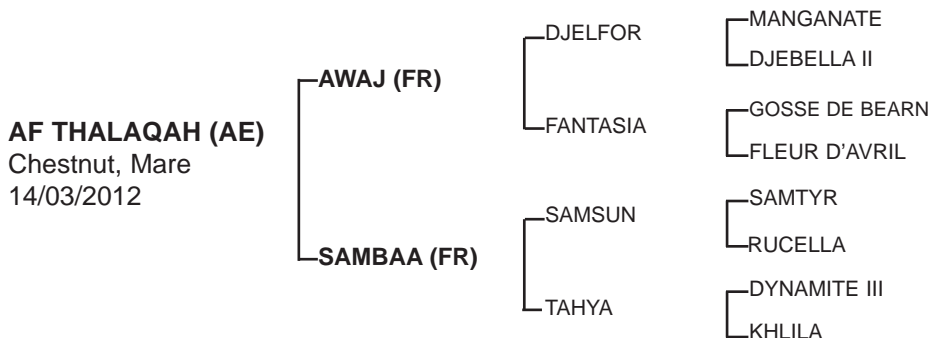 AF THALAQAH (AE)
Chestnut, Mare
14/03/2012
AWAJ (FR)
SAMBAA (FR)
DJELFOR
FANTASIA
SAMSUN
TAHYA
MANGANATE
DJEBELLA II
GOSSE DE BEARN
FLEUR D'AVRIL
SAMTYR
RUCELLA
DYNAMITE III
KHLILA